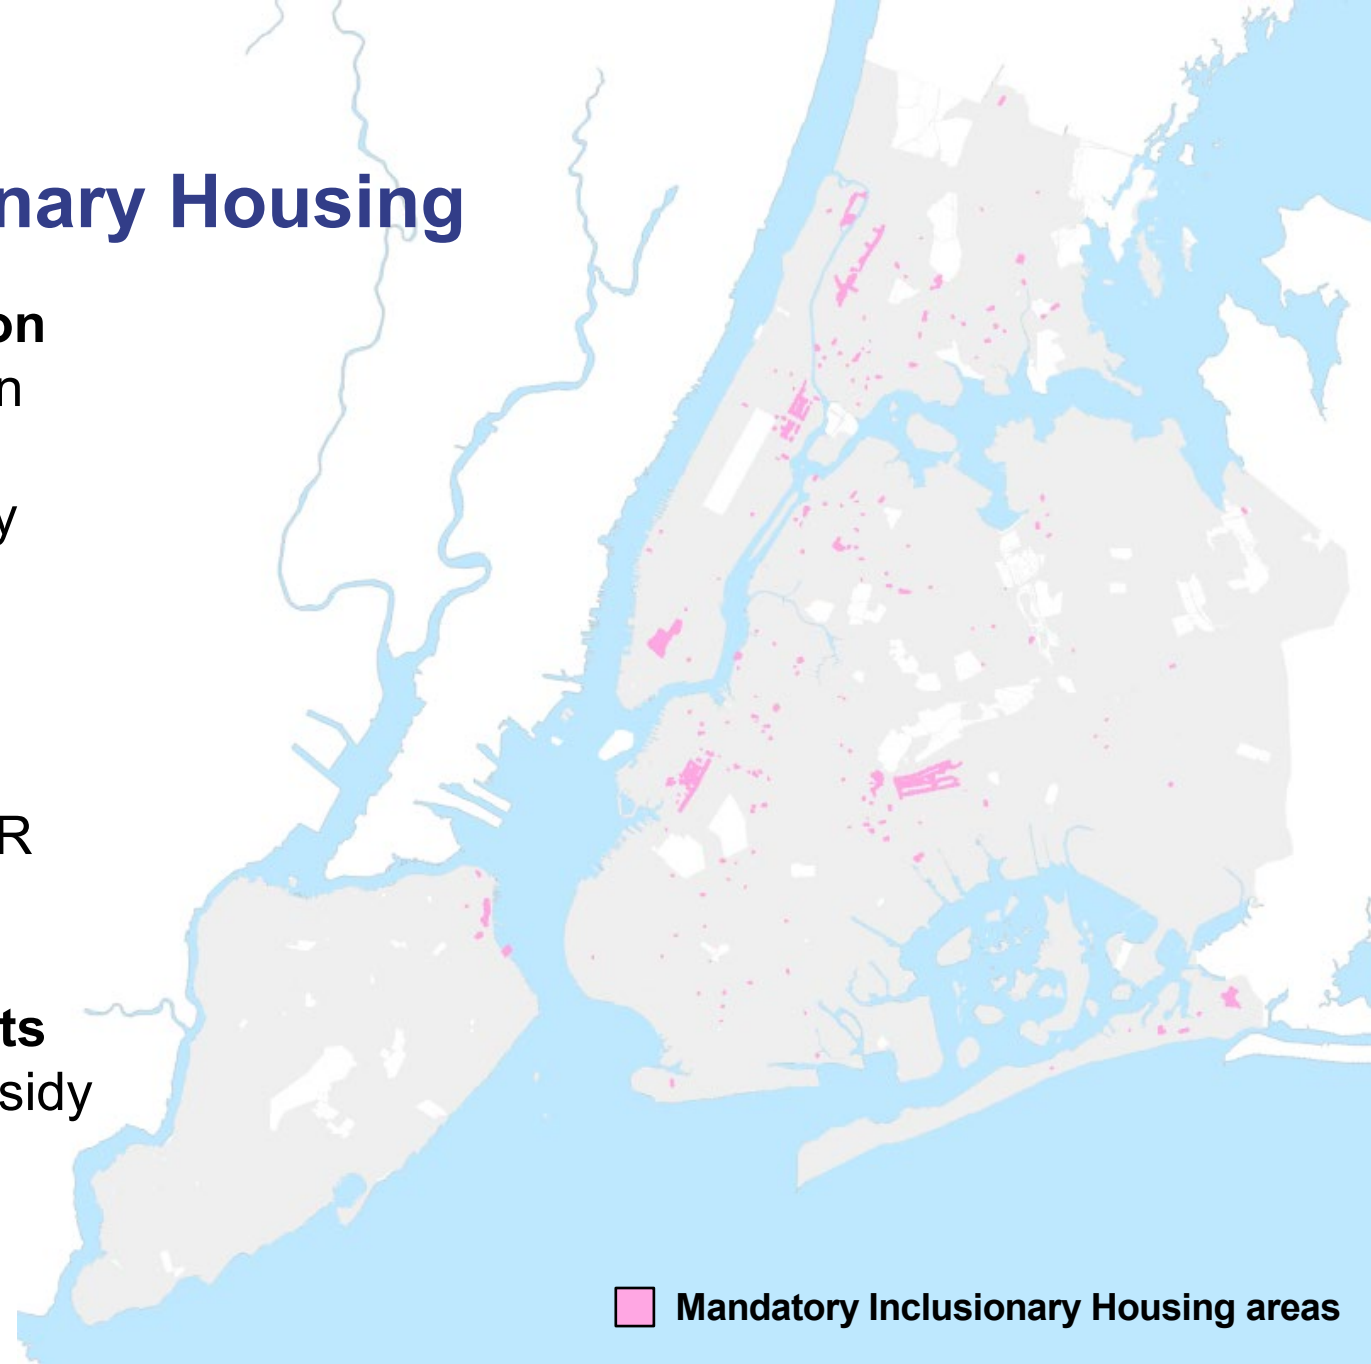 nary Housing
on
n
y
R
ts
sidy
Mandatory Inclusionary Housing areas